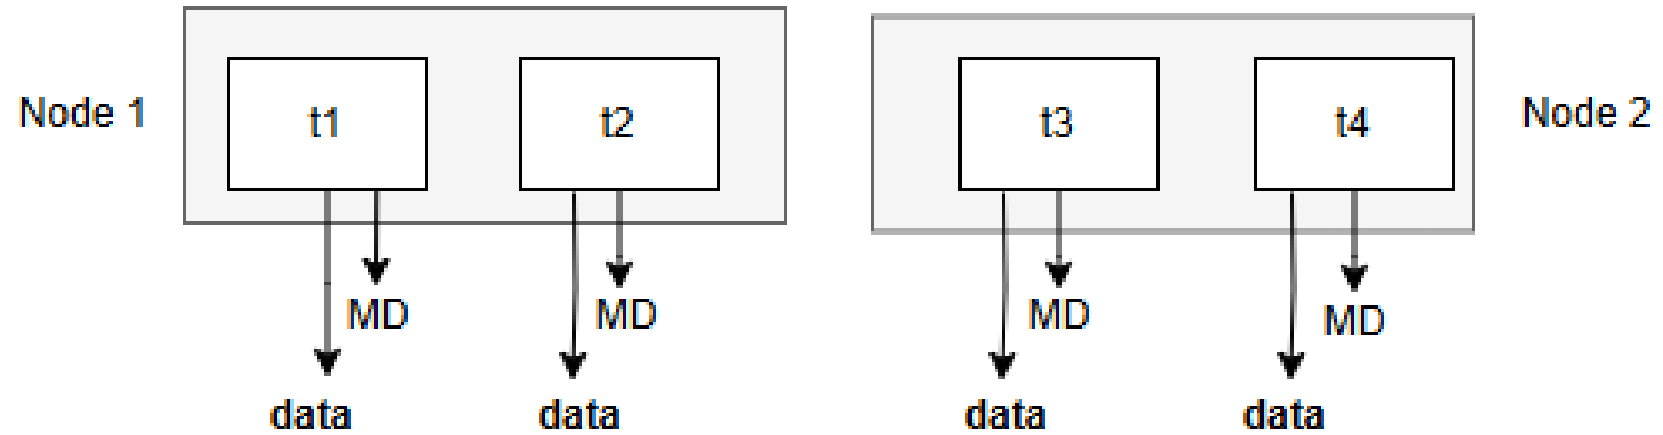 Node 1
t1
t2
t3
t4
Node 2
MD
MD
MD
MD
data
data
data
data